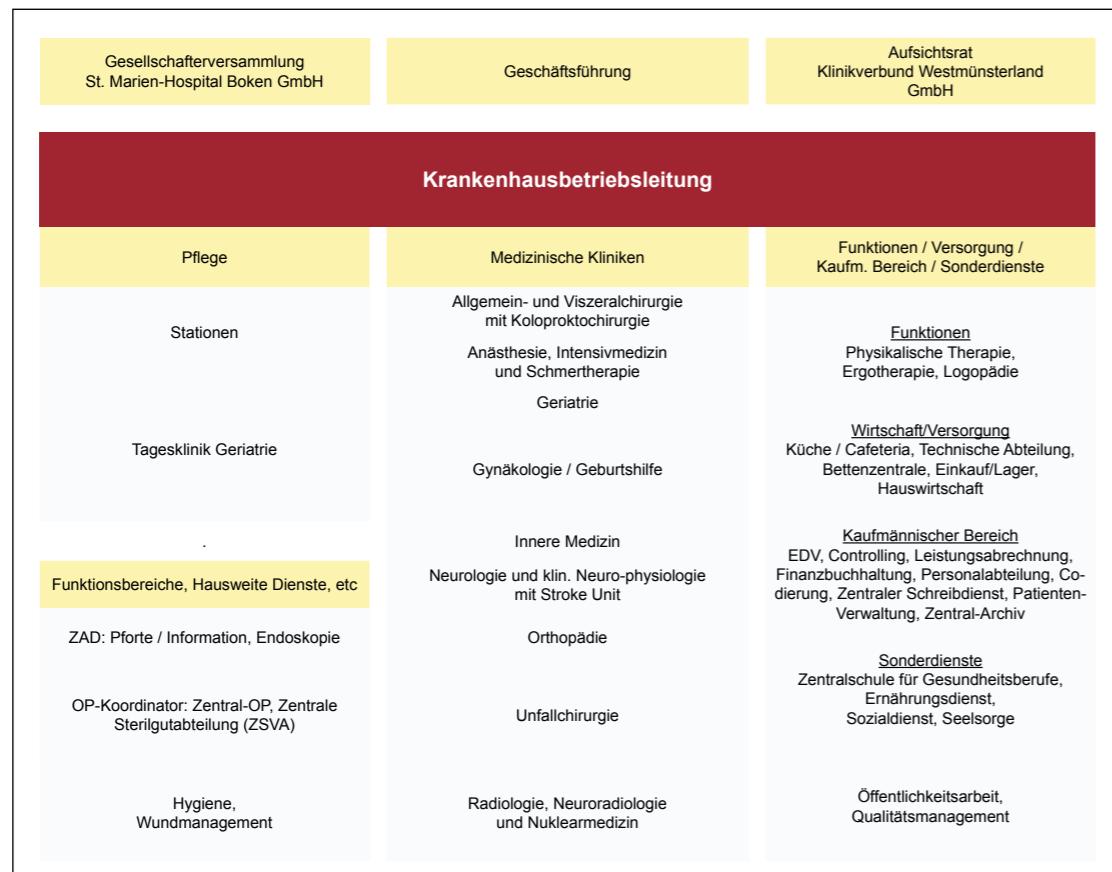 Gesellschafterversammlung
St. Marien-Hospital Boken GmbH
Geschäftsführung
Aufsichtsrat
Klinikverbund Westmünsterland
GmbH
Krankenhausbetriebsleitung
Pflege
Stationen
Tagesklinik Geriatrie
.
Funktionsbereiche, Hausweite Dienste, etc
ZAD: Pforte / Information, Endoskopie
OP-Koordinator: Zentral-OP, Zentrale
Sterilgutabteilung (ZSVA)
Hygiene,
Wundmanagement
Medizinische Kliniken
Allgemein- und Viszeralchirurgie
mit Koloproktochirurgie
Anästhesie, Intensivmedizin
und Schmertherapie
Geriatrie
Gynäkologie / Geburtshilfe
Innere Medizin
Neurologie und klin. Neuro-physiologie
mit Stroke Unit
Orthopädie
Unfallchirurgie
Radiologie, Neuroradiologie
und Nuklearmedizin
Funktionen / Versorgung /
Kaufm. Bereich / Sonderdienste
Funktionen
Physikalische Therapie,
Ergotherapie, Logopädie
Wirtschaft/Versorgung
Küche / Cafeteria, Technische Abteilung,
Bettenzentrale, Einkauf/Lager,
Hauswirtschaft
Kaufmännischer Bereich
EDV, Controlling, Leistungsabrechnung,
Finanzbuchhaltung, Personalabteilung, Co-
dierung, Zentraler Schreibdienst, Patienten-
Verwaltung, Zentral-Archiv
Sonderdienste
Zentralschule für Gesundheitsberufe,
Ernährungsdienst,
Sozialdienst, Seelsorge
Öffentlichkeitsarbeit,
Qualitätsmanagement